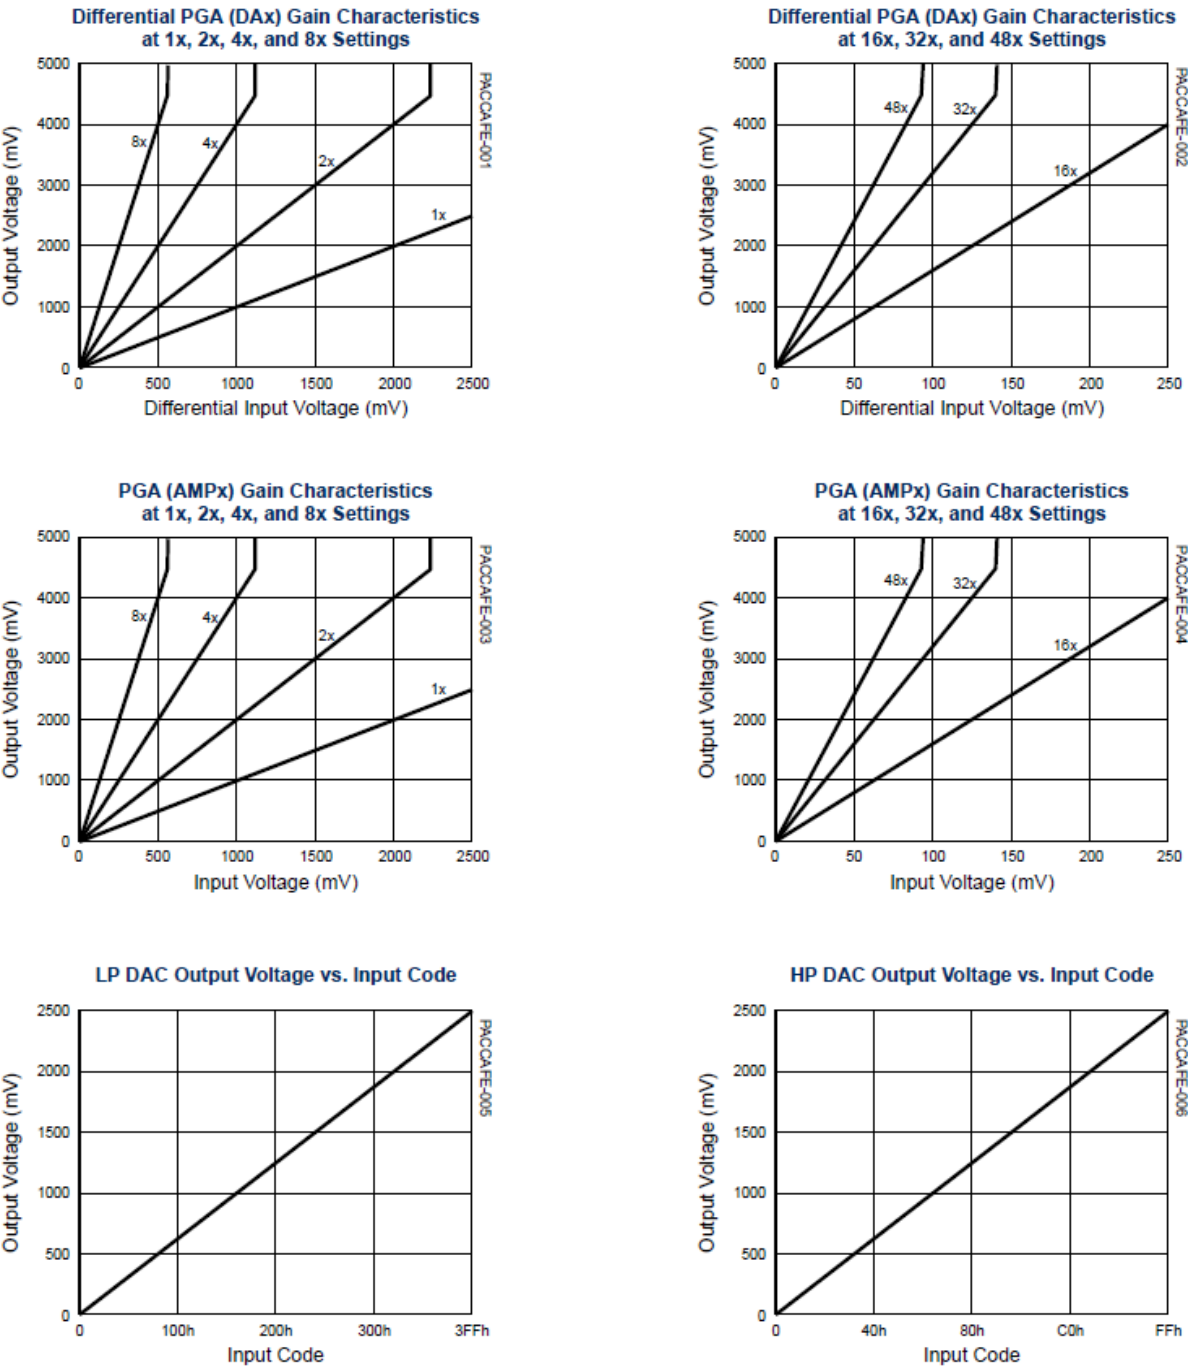 Differential PGA (DAx) Gain Characteristics
at 1x, 2x, 4x, and 8x Settings
5000
4000
3000
2000
1000
0
Output Voltage (mV)
8x
4x
2x
1x
0 500 1000 1500 2000 2500
Differential Input Voltage (mV)
PACCAFE-001
Differential PGA (DAx) Gain Characteristics
at 16x, 32x, and 48x Settings
5000
4000
3000
2000
1000
0
Output Voltage (mV)
48x
32x
16x
0 50 100 150 200 250
Differential Input Voltage (mV)
PACCAFE-002
PGA (AMPx) Gain Characteristics
at 1x, 2x, 4x, and 8x Settings
5000
4000
3000
2000
1000
0
Output Voltage (mV)
8x
4x
2x
1x
0 500 1000 1500 2000 2500
Input Voltage (mV)
PACCAFE-003
PGA (AMPx) Gain Characteristics
at 16x, 32x, and 48x Settings
5000
4000
3000
2000
1000
0
Output Voltage (mV)
48x
32x
16x
0 50 100 150 200 250
Input Voltage (mV)
PACCAFE-004
LP DAC Output Voltage vs. Input Code
2500
2000
1500
1000
500
0
Output Voltage (mV)
0 100h 200h 300h 3FFh
Input Code
PACCAFE-005
HP DAC Output Voltage vs. Input Code
2500
2000
1500
1000
500
0
Output Voltage (mV)
0 40h 80h C0h FFh
Input Code
PACCAFE-006